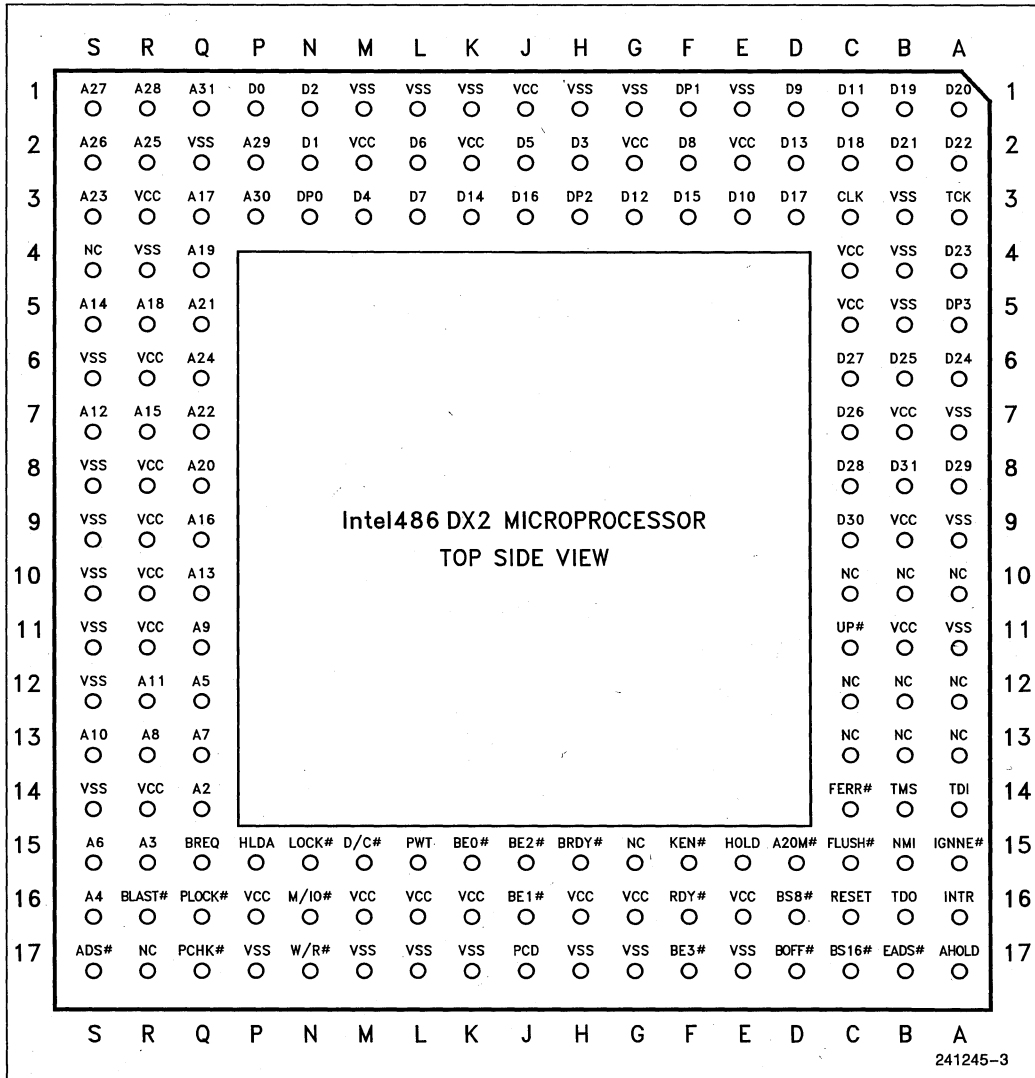 S R Q P N M L K J H G F E D C B A
1 A27 A28 A31 D0 D2 VSS VSS VSS VCC VSS VSS DP1 VSS D9 D11 D19 D20 1
2 A26 A25 VSS A29 D1 VCC D6 VCC D5 D3 VCC D8 VCC D13 D18 D21 D22 2
3 A23 VCC A17 A30 DP0 D4 D7 D14 D16 DP2 D12 D15 D10 D17 CLK VSS TCK 3
4 NC VSS A19 VCC VSS D23 4
5 A14 A18 A21 VCC VSS DP3 5
6 VSS VCC A24 D27 D25 D24 6
7 A12 A15 A22 D26 VCC VSS 7
8 VSS VCC A20 D28 D31 D29 8
9 VSS VCC A16 Intel486 DX2 MICROPROCESSOR D30 VCC VSS 9
TOP SIDE VIEW
10 VSS VCC A13 NC NC NC 10
11 VSS VCC A9 UP# VCC VSS 11
12 VSS A11 A5 NC NC NC 12
13 A10 A8 A7 NC NC NC 13
14 VSS VCC A2 FERR# TMS TDI 14
15 A6 A3 BREQ HLDA LOCK# D/C# PWT BE0# BE2# BRDY# NC KEN# HOLD A20M# FLUSH# NMI IGNNE# 15
16 A4 BLAST# PLOCK# VCC M/IO# VCC VCC VCC BE1# VCC VCC RDY# VCC BS8# RESET TDO INTR 16
17 ADS# NC PCHK# VSS W/R# VSS VSS VSS PCD VSS VSS BE3# VSS BOFF# BS16# EADS# AHOLD 17
S R Q P N M L K J H G F E D C B A
241245-3